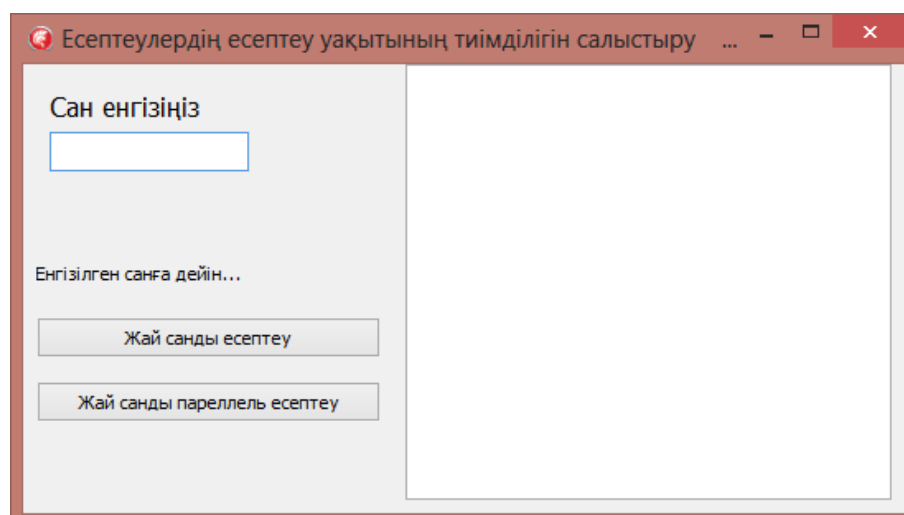 Есептеулердің есептеу уақытының тиімділігін салыстыру ...
Сан енгізіңіз
Енгізілген санға дейін...
Жай санды есептеу
Жай санды пареллель есептеу